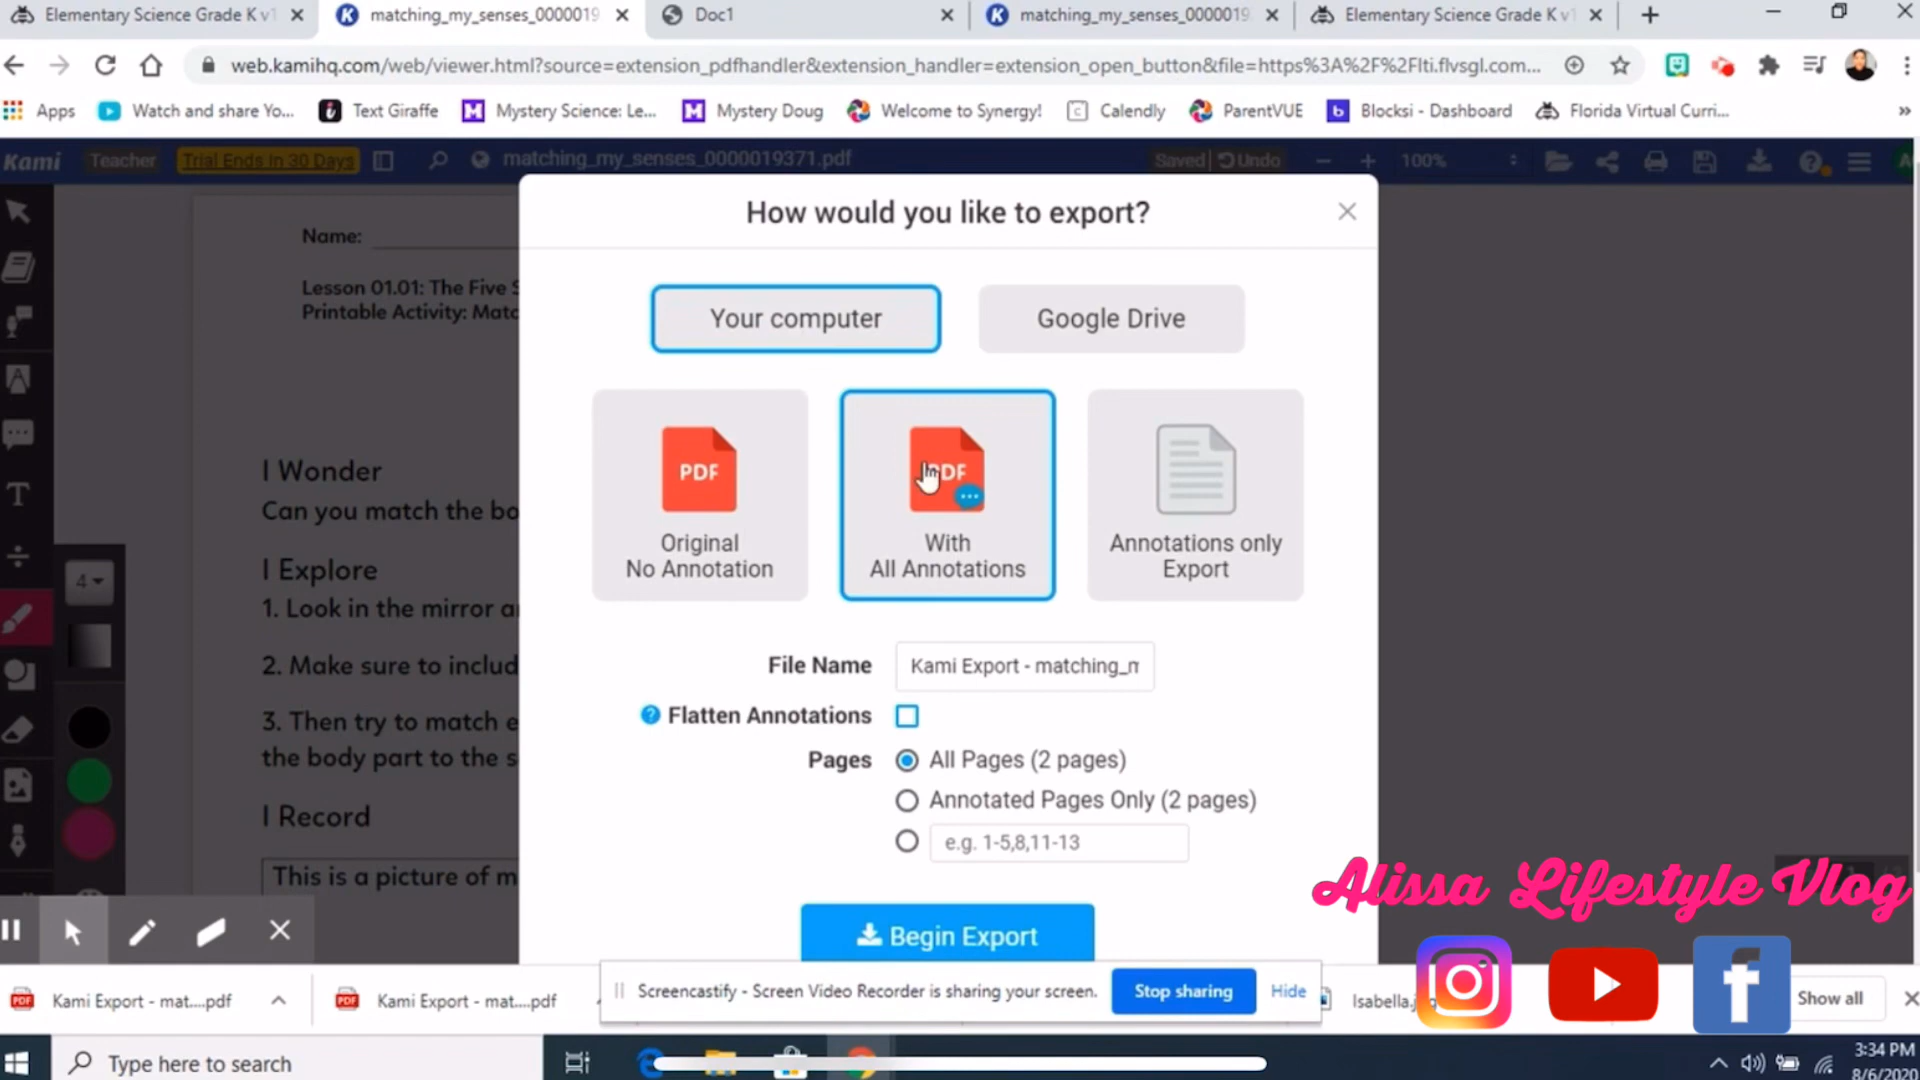 Elementary Science Grade K v1
matching_my_senses_0000019
Doc1
matching_my_senses_0000019
Elementary Science Grade K v1
web.kamihq.com/web/viewer.html?source=extension_pdfhandler&extension_handler=extension_open_button&file=https%3A%2F%2Flti.flvsgl.com...
Apps
Watch and share Yo...
Text Giraffe
Mystery Science: Le...
Mystery Doug
Welcome to Synergy!
Calendly
ParentVUE
Blocksi - Dashboard
Florida Virtual Curri...
Kami
Teacher
Trial Ends In 30 Days
matching_my_senses_0000019371.pdf
Saved
Undo
100%
How would you like to export?
Name:
Lesson 01.01: The Five S
Printable Activity: Matc
Your computer
Google Drive
I Wonder
Can you match the bo
I Explore
1. Look in the mirror a
2. Make sure to includ
3. Then try to match e
the body part to the s
I Record
This is a picture of m
4
PDF
Original
No Annotation
PDF
With
All Annotations
Annotations only
Export
File Name
Kami Export - matching_m
Flatten Annotations
Pages
All Pages (2 pages)
Annotated Pages Only (2 pages)
e.g. 1-5,8,11-13
Begin Export
Alissa Lifestyle Vlog
Kami Export - mat....pdf
Kami Export - mat....pdf
Screencastify - Screen Video Recorder is sharing your screen.
Stop sharing
Hide
Show all
Type here to search
3:34 PM
8/6/2020